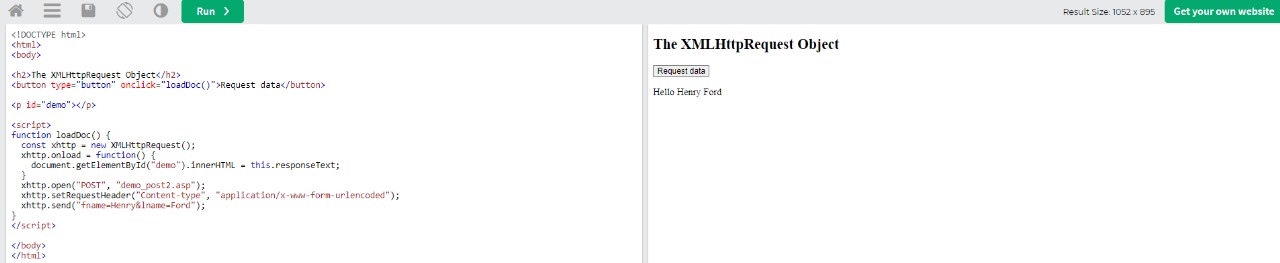 Run ❯
Result Size: 1052 x 895
Get your own website
<!DOCTYPE html>
<html>
<body>
<h2>The XMLHttpRequest Object</h2>
<button type="button" onclick="loadDoc()">Request data</button>
<p id="demo"></p>
<script>
function loadDoc() {
  const xhttp = new XMLHttpRequest();
  xhttp.onload = function() {
    document.getElementById("demo").innerHTML = this.responseText;
  }
  xhttp.open("POST", "demo_post2.asp");
  xhttp.setRequestHeader("Content-type", "application/x-www-form-urlencoded");
  xhttp.send("fname=Henry&lname=Ford");
}
</script>
</body>
</html>
The XMLHttpRequest Object
Request data
Hello Henry Ford